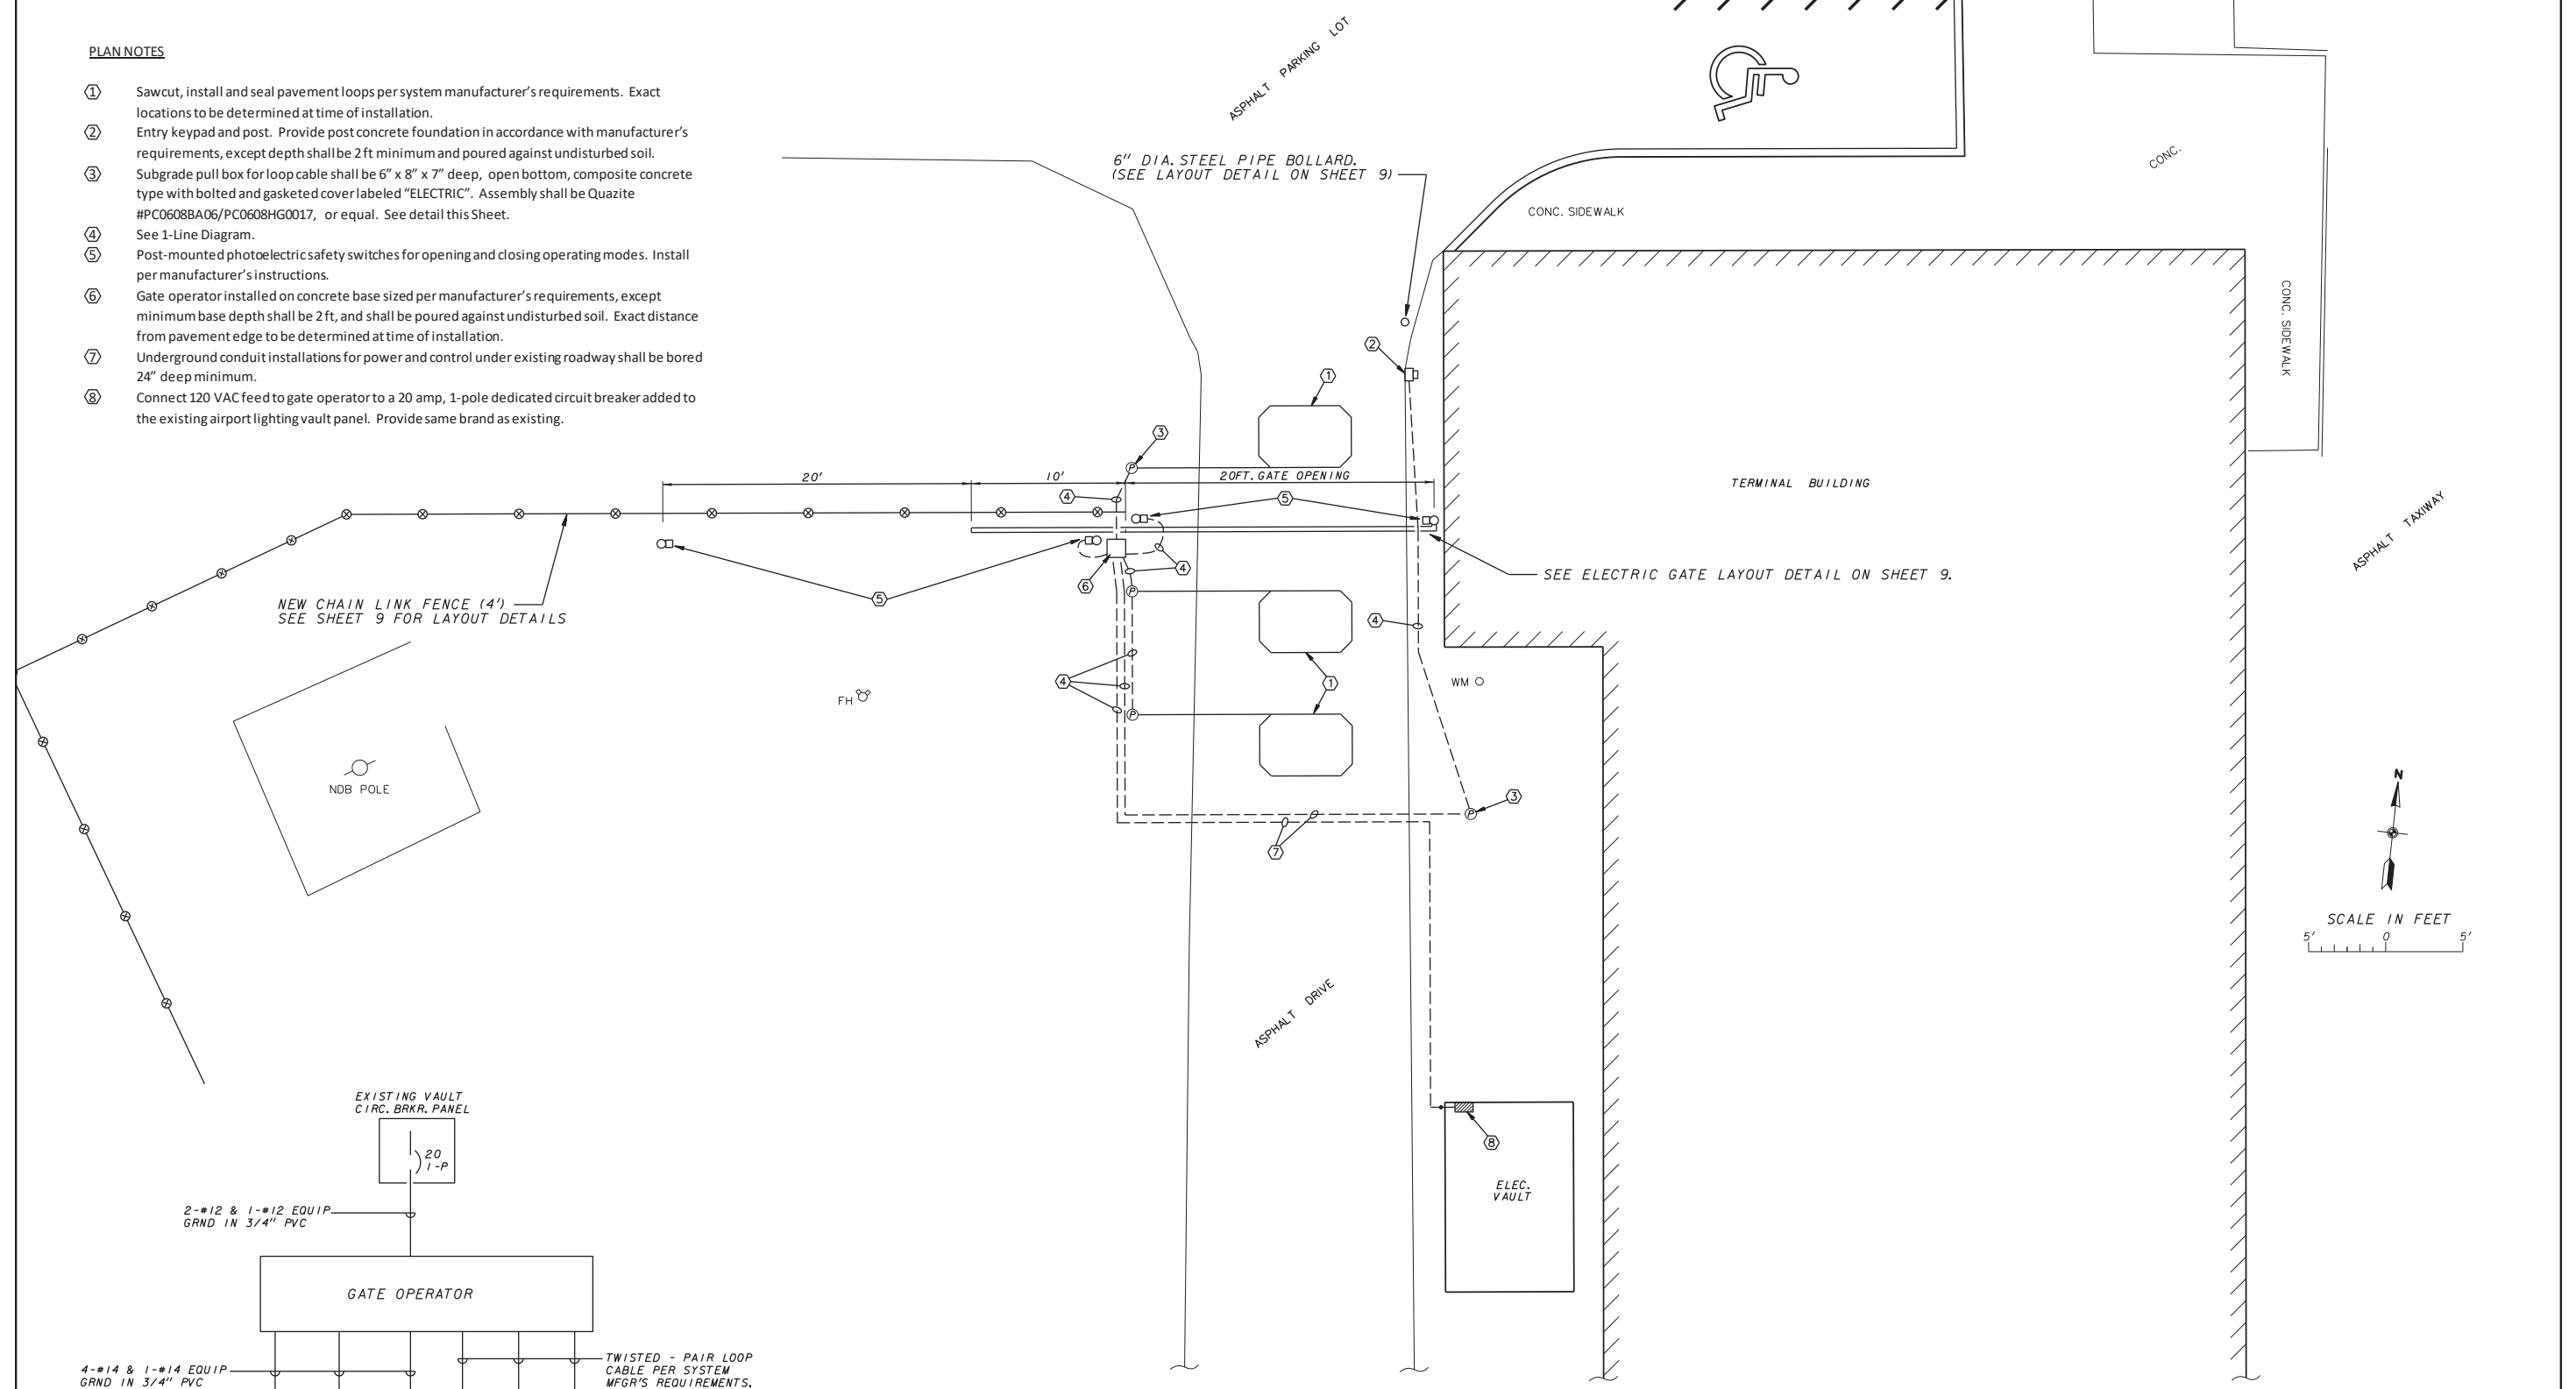 PLAN NOTES
1 Sawcut, install and seal pavement loops per system manufacturer's requirements. Exact
locations to be determined at time of installation.
2 Entry keypad and post. Provide post concrete foundation in accordance with manufacturer's
requirements, except depth shall be 2 ft minimum and poured against undisturbed soil.
3 Subgrade pull box for loop cable shall be 6" x 8" x 7" deep, open bottom, composite concrete
type with bolted and gasketed cover labeled "ELECTRIC". Assembly shall be Quazite
#PC0608BA06/PC0608HG0017, or equal. See detail this Sheet.
4 See 1-Line Diagram.
5 Post-mounted photoelectric safety switches for opening and closing operating modes. Install
per manufacturer's instructions.
6 Gate operator installed on concrete base sized per manufacturer's requirements, except
minimum base depth shall be 2 ft, and shall be poured against undisturbed soil. Exact distance
from pavement edge to be determined at time of installation.
7 Underground conduit installations for power and control under existing roadway shall be bored
24" deep minimum.
8 Connect 120 VAC feed to gate operator to a 20 amp, 1-pole dedicated circuit breaker added to
the existing airport lighting vault panel. Provide same brand as existing.
ASPHALT PARKING LOT
6" DIA. STEEL PIPE BOLLARD.
(SEE LAYOUT DETAIL ON SHEET 9)
CONC. SIDEWALK
CONC.
CONC. SIDEWALK
2
1
3
20'
10'
20FT. GATE OPENING
4
5
P
TERMINAL BUILDING
ASPHALT TAXIWAY
NEW CHAIN LINK FENCE (4')
SEE SHEET 9 FOR LAYOUT DETAILS
5
6
4
P
SEE ELECTRIC GATE LAYOUT DETAIL ON SHEET 9.
4
FH
4
P
1
WM
NDB POLE
3
P
7
N
SCALE IN FEET
5' 0 5'
ASPHALT DRIVE
8
ELEC.
VAULT
EXISTING VAULT
CIRC. BRKR. PANEL
20
1-P
2-#12 & 1-#12 EQUIP
GRND IN 3/4" PVC
GATE OPERATOR
4-#14 & 1-#14 EQUIP
GRND IN 3/4" PVC
TWISTED - PAIR LOOP
CABLE PER SYSTEM
MFGR'S REQUIREMENTS.